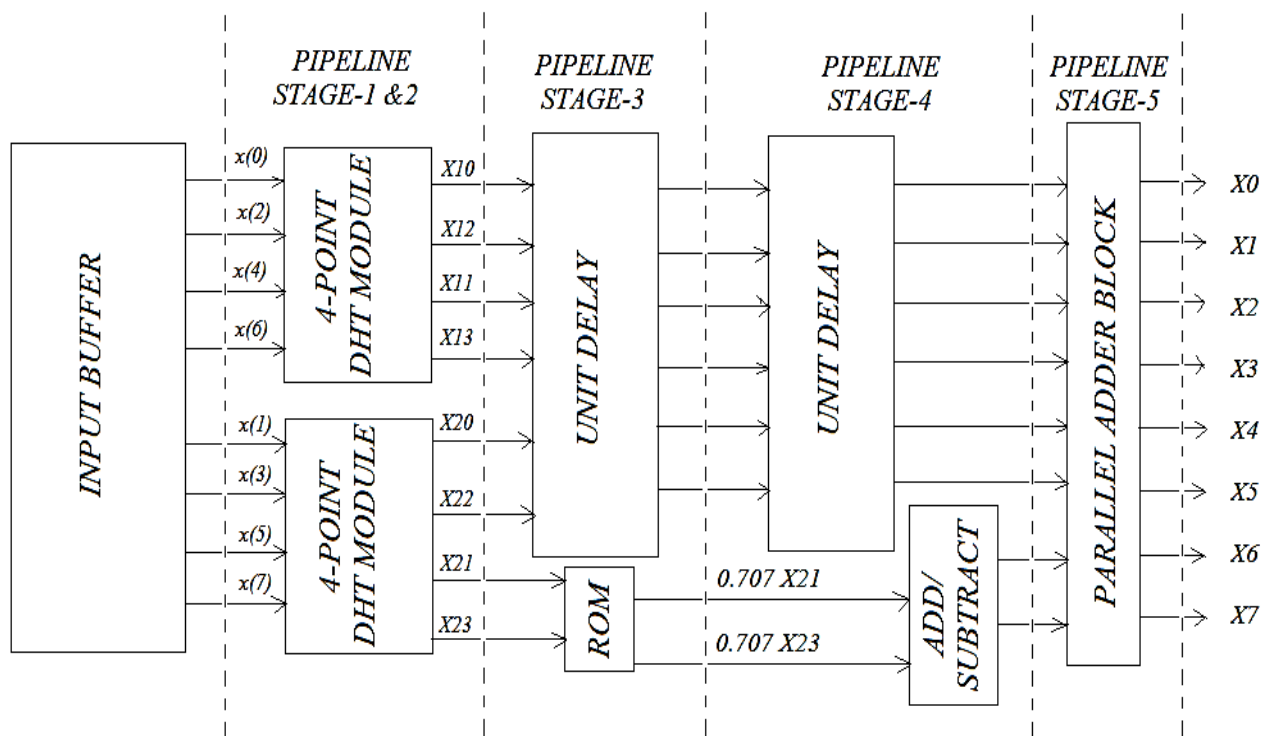 PIPELINE
STAGE-1 &2
PIPELINE
STAGE-3
PIPELINE
STAGE-4
PIPELINE
STAGE-5
INPUT BUFFER
x(0)
x(2)
x(4)
x(6)
x(1)
x(3)
x(5)
x(7)
4-POINT
DHT MODULE
4-POINT
DHT MODULE
X10
X12
X11
X13
X20
X22
X21
X23
UNIT DELAY
ROM
0.707 X21
0.707 X23
UNIT DELAY
ADD/
SUBTRACT
PARALLEL ADDER BLOCK
X0
X1
X2
X3
X4
X5
X6
X7